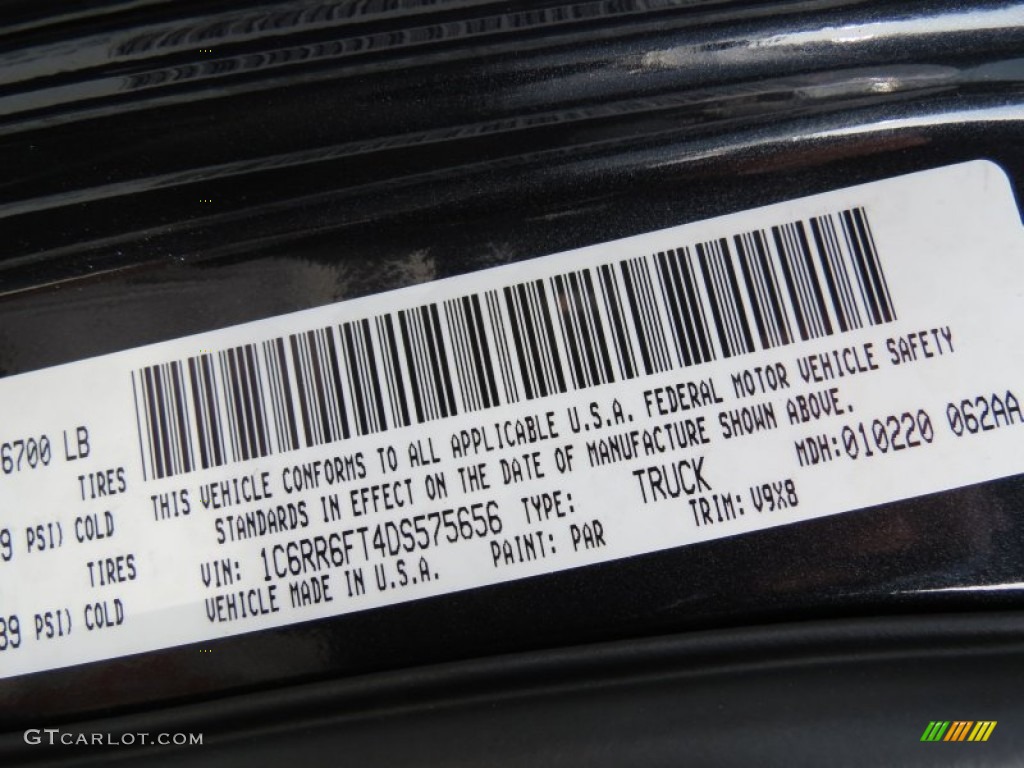 6700 LB
TIRES
9 PSI) COLD
TIRES
39 PSI) COLD
THIS VEHICLE CONFORMS TO ALL APPLICABLE U.S.A. FEDERAL MOTOR VEHICLE SAFETY
STANDARDS IN EFFECT ON THE DATE OF MANUFACTURE SHOWN ABOVE.
MDH: 010220 062AA
VIN: 1C6RR6FT4DS575656 TYPE: TRUCK
VEHICLE MADE IN U.S.A. PAINT: PAR TRIM: V9X8
GTCARLOT.COM